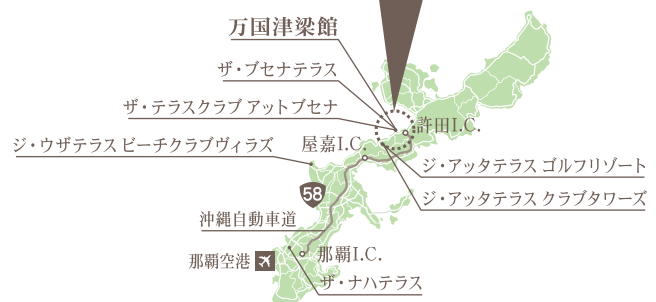 万国津梁館
ザ・ブセナテラス
ザ・テラスクラブ アットブセナ
許田I.C.
ジ・ウザテラス ビーチクラブヴィラズ
屋嘉I.C.
ジ・アッタテラス ゴルフリゾート
58
ジ・アッタテラス クラブタワーズ
沖縄自動車道
那覇空港
那覇I.C.
ザ・ナハテラス